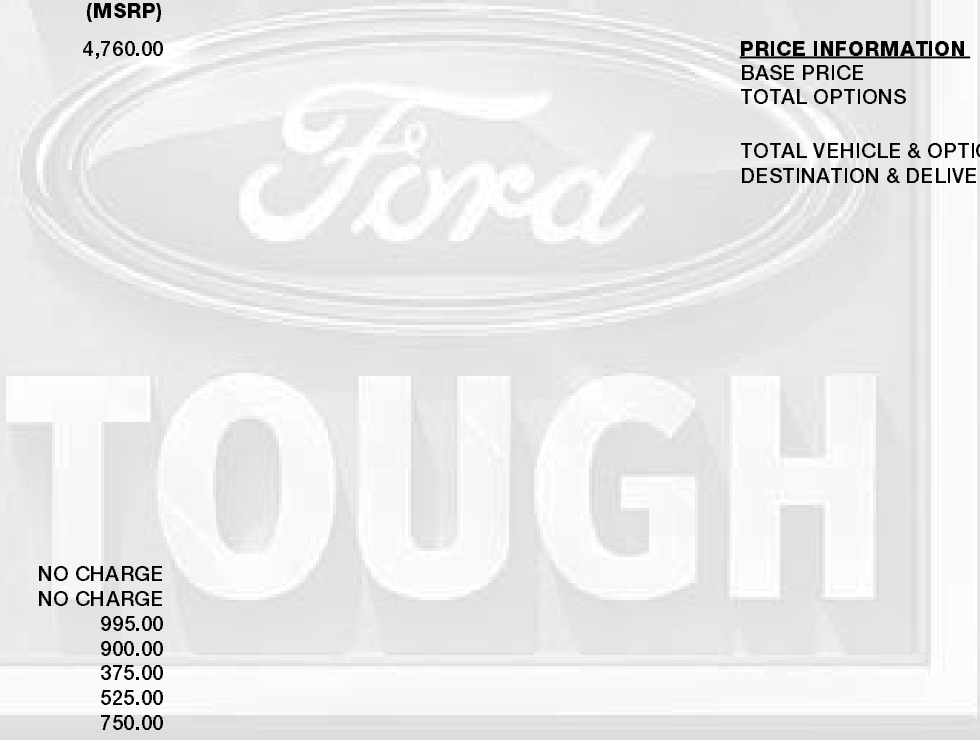 (MSRP)
4,760.00
PRICE INFORMATION
BASE PRICE
TOTAL OPTIONS
TOTAL VEHICLE & OPTIO
DESTINATION & DELIVE
Ford
TOUGH
NO CHARGE
NO CHARGE
995.00
900.00
375.00
525.00
750.00